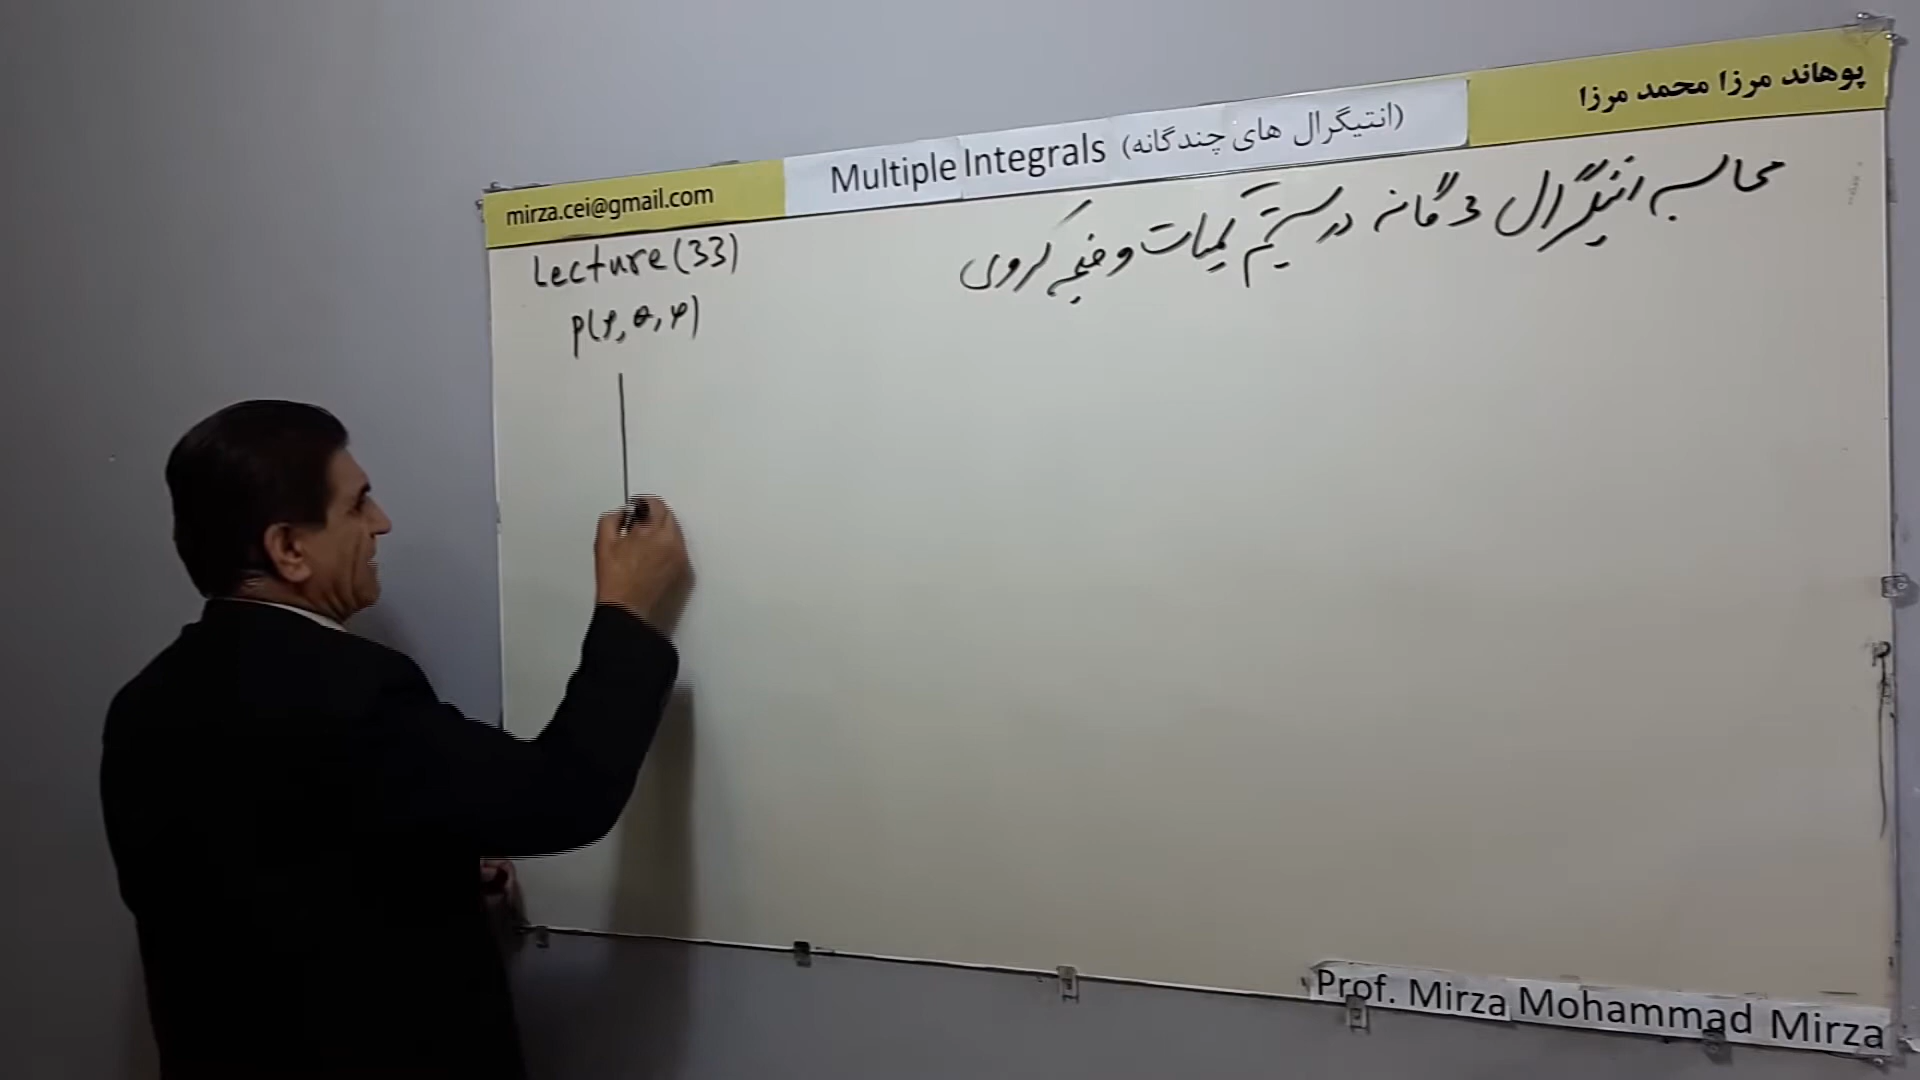 پوهاند مرزا محمد مرزا
Multiple Integrals (انتیگرال های چندگانه)
mirza.cei@gmail.com
محاسبه انتیگرال 3 گانه در سیستم کمیات وضعیه کروی
Lecture (33)
P(ρ, θ, φ)
Prof. Mirza Mohammad Mirza